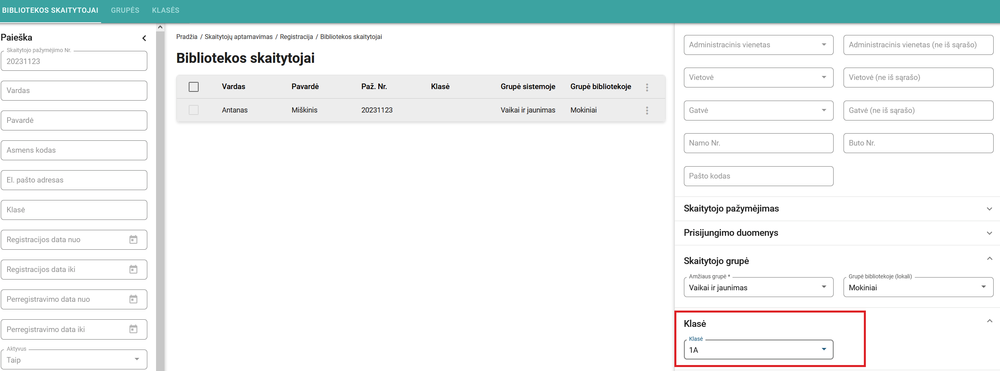 BIBLIOTEKOS SKAITYTOJAI GRUPĖS KLASĖS
Paieška
Skaitytojo pažymėjimo Nr.
20231123
Vardas
Pavardė
Asmens kodas
El. pašto adresas
Klasė
Registracijos data nuo
Registracijos data iki
Perregistravimo data nuo
Perregistravimo data iki
Aktyvus
Taip
Pradžia / Skaitytojų aptarnavimas / Registracija / Bibliotekos skaitytojai
Bibliotekos skaitytojai
Vardas Pavardė Paž. Nr. Klasė Grupė sistemoje Grupė bibliotekoje
Antanas Miškinis 20231123 Vaikai ir jaunimas Mokiniai
Administracinis vienetas Administracinis vienetas (ne iš sąrašo)
Vietovė Vietovė (ne iš sąrašo)
Gatvė Gatvė (ne iš sąrašo)
Namo Nr. Buto Nr.
Pašto kodas
Skaitytojo pažymėjimas
Prisijungimo duomenys
Skaitytojo grupė
Amžiaus grupė * Grupė bibliotekoje (lokali)
Vaikai ir jaunimas Mokiniai
Klasė
Klasė
1A